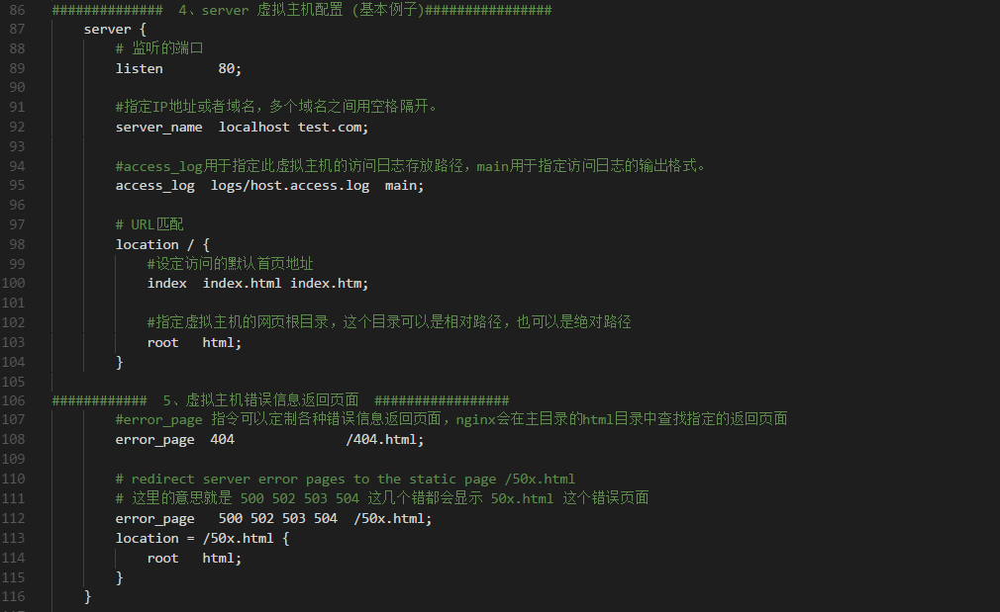 86 ############## 4、server 虚拟主机配置 (基本例子)################
87 server {
88 # 监听的端口
89 listen 80;
90
91 #指定IP地址或者域名，多个域名之间用空格隔开。
92 server_name localhost test.com;
93
94 #access_log用于指定此虚拟主机的访问日志存放路径，main用于指定访问日志的输出格式。
95 access_log logs/host.access.log main;
96
97 # URL匹配
98 location / {
99 #设定访问的默认首页地址
100 index index.html index.htm;
101
102 #指定虚拟主机的网页根目录，这个目录可以是相对路径，也可以是绝对路径
103 root html;
104 }
105
106 ############ 5、虚拟主机错误信息返回页面 #################
107 #error_page 指令可以定制各种错误信息返回页面，nginx会在主目录的html目录中查找指定的返回页面
108 error_page 404 /404.html;
109
110 # redirect server error pages to the static page /50x.html
111 # 这里的意思就是 500 502 503 504 这几个错都会显示 50x.html 这个错误页面
112 error_page 500 502 503 504 /50x.html;
113 location = /50x.html {
114 root html;
115 }
116 }